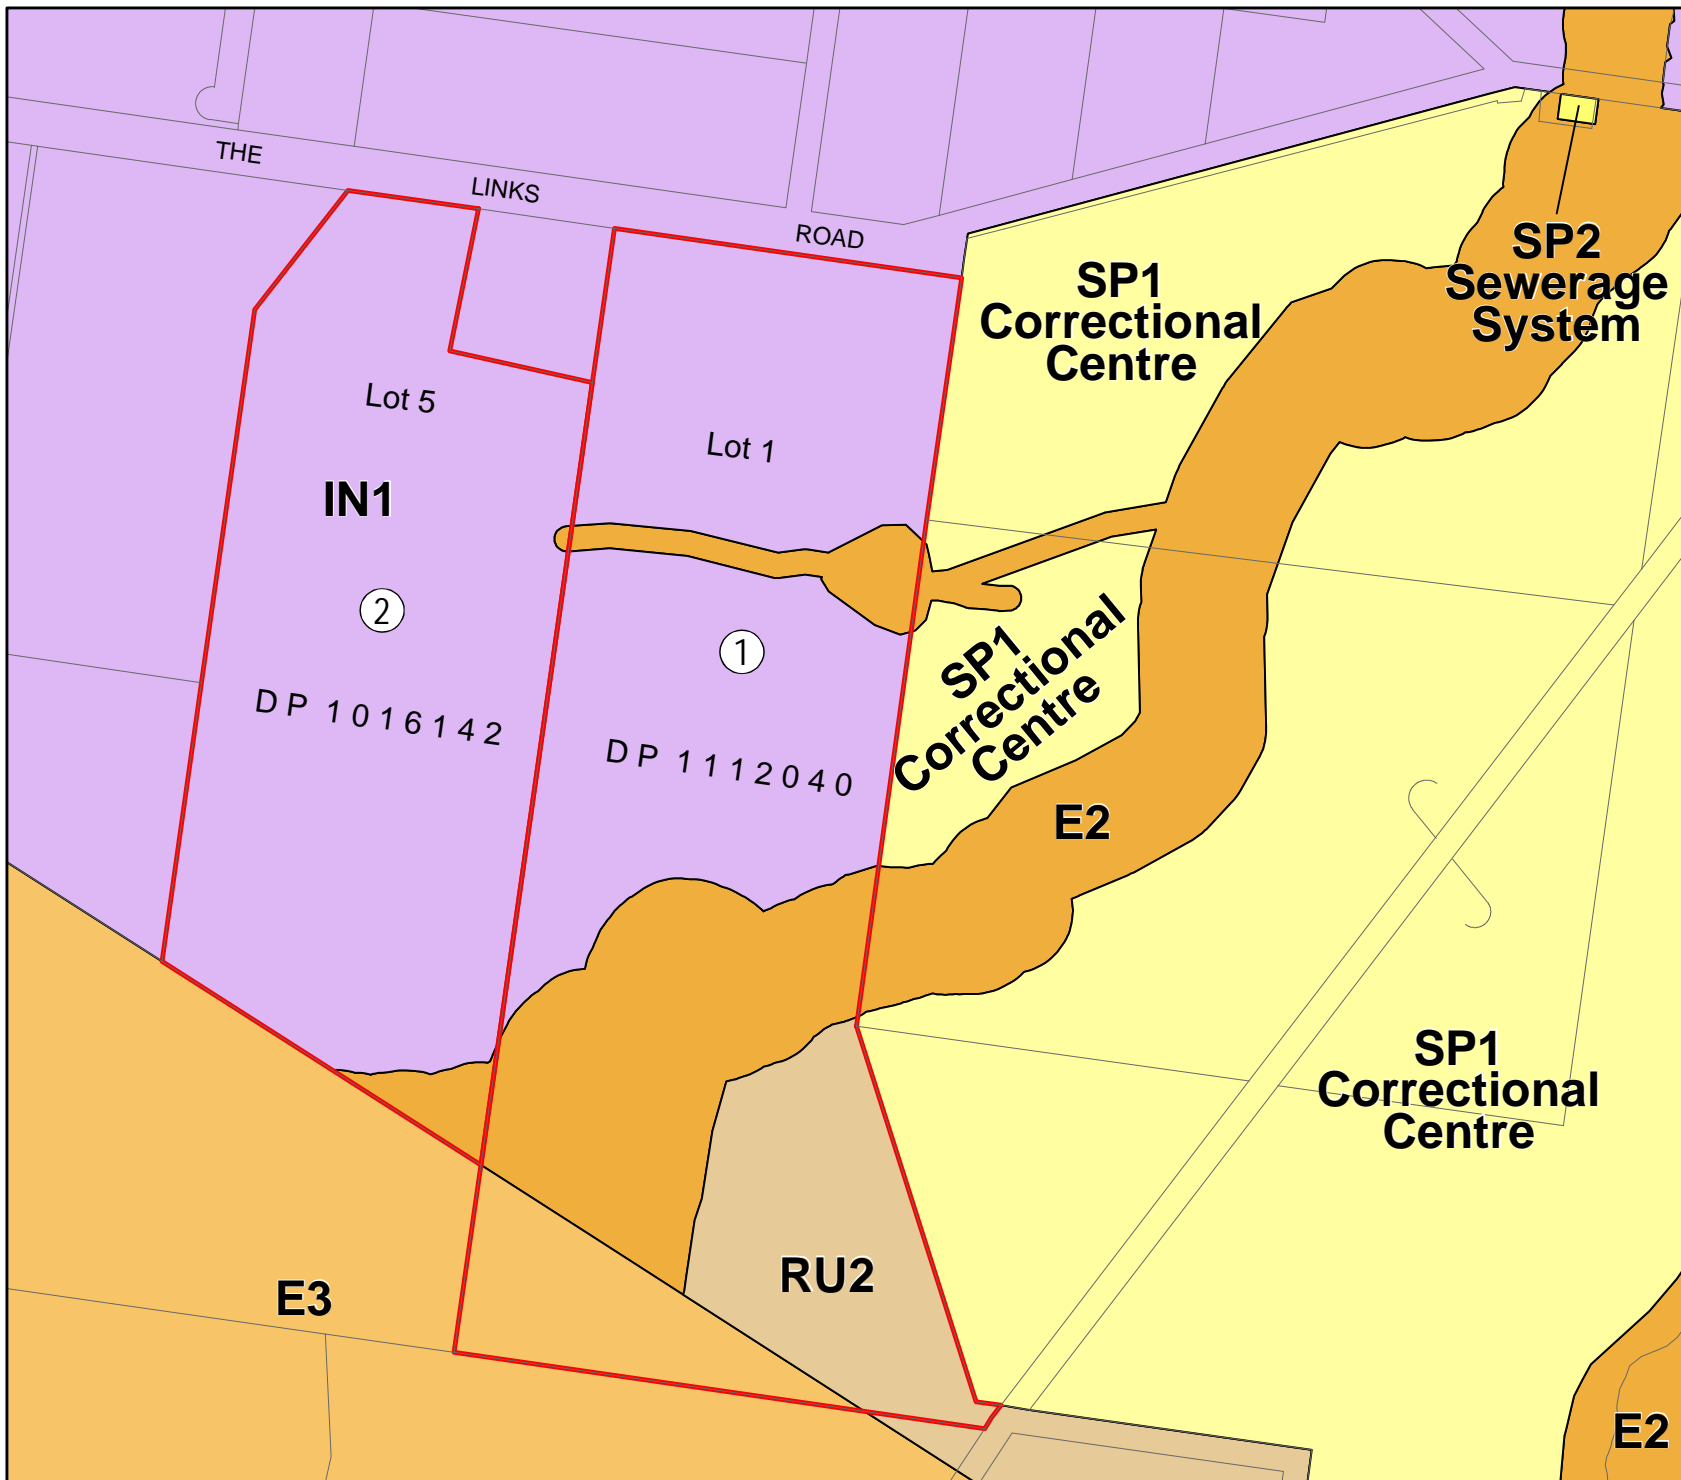 THE LINKS ROAD
SP2
Sewerage
System
SP1
Correctional
Centre
Lot 5
Lot 1
IN1
2
1
SP1
Correctional
Centre
DP 1016142
DP 1112040
E2
SP1
Correctional
Centre
RU2
E3
E2